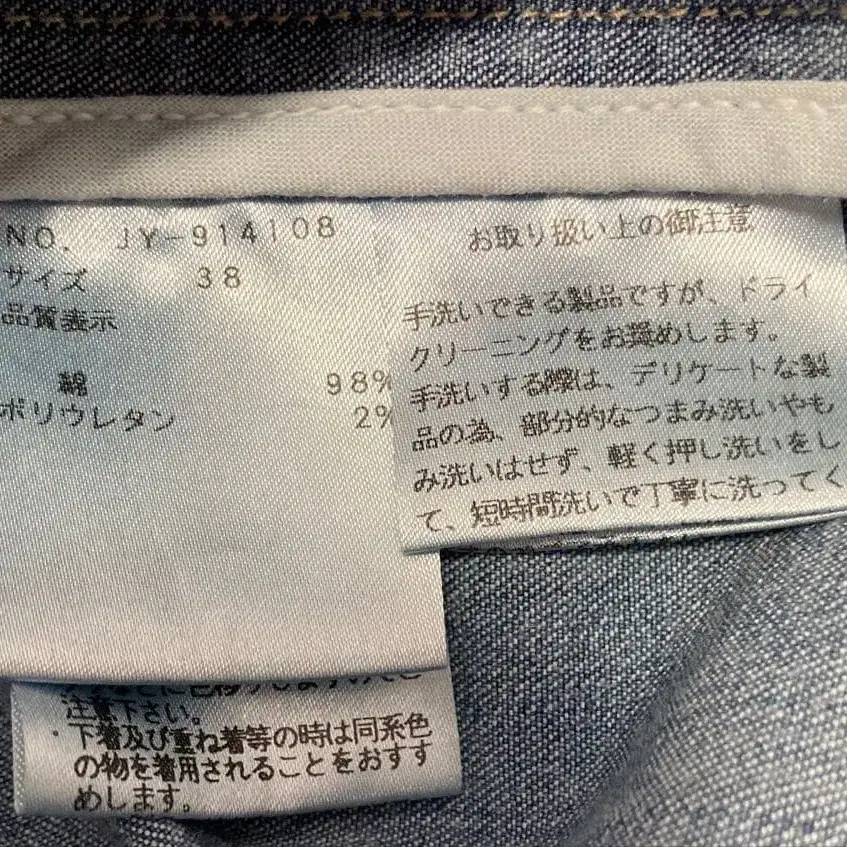 NO. JY-914108
サイズ 38
品質表示
綿 98%
ポリウレタン 2%
お取り扱い上の御注意
手洗いできる製品ですが、ドライ
クリーニングをお奨めします。
手洗いする際は、デリケートな製
品の為、部分的なつまみ洗いやも
み洗いはせず、軽く押し洗いをし
て、短時間洗いで丁寧に洗ってく
注意下さい。
・下着及び重ね着等の時は同系色
の物を着用されることをおすす
めします。